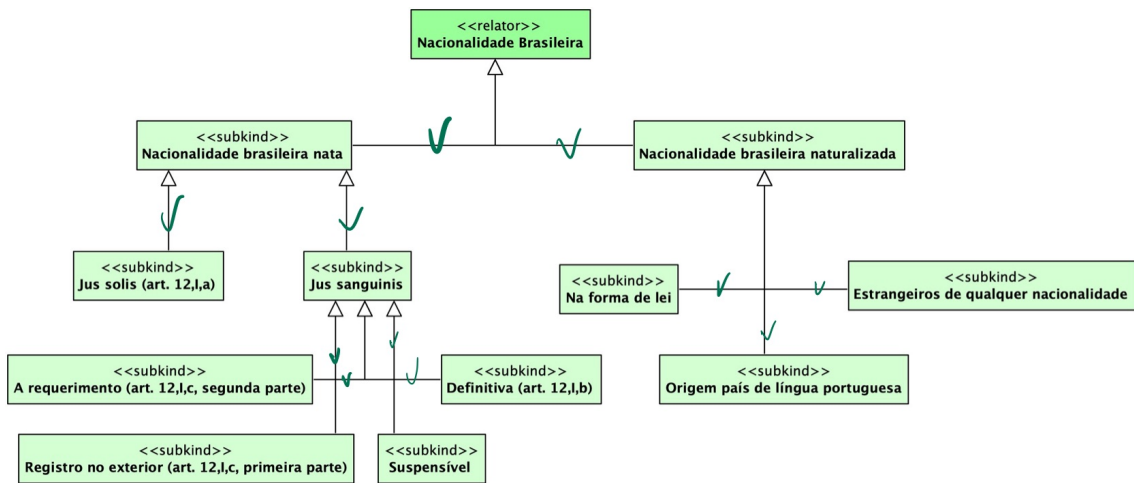 <<relator>>
Nacionalidade Brasileira
<<subkind>>
Nacionalidade brasileira nata
<<subkind>>
Nacionalidade brasileira naturalizada
<<subkind>>
Jus solis (art. 12,I,a)
<<subkind>>
Jus sanguinis
<<subkind>>
Na forma de lei
<<subkind>>
Estrangeiros de qualquer nacionalidade
<<subkind>>
A requerimento (art. 12,I,c, segunda parte)
<<subkind>>
Definitiva (art. 12,I,b)
<<subkind>>
Origem país de língua portuguesa
<<subkind>>
Registro no exterior (art. 12,I,c, primeira parte)
<<subkind>>
Suspensível